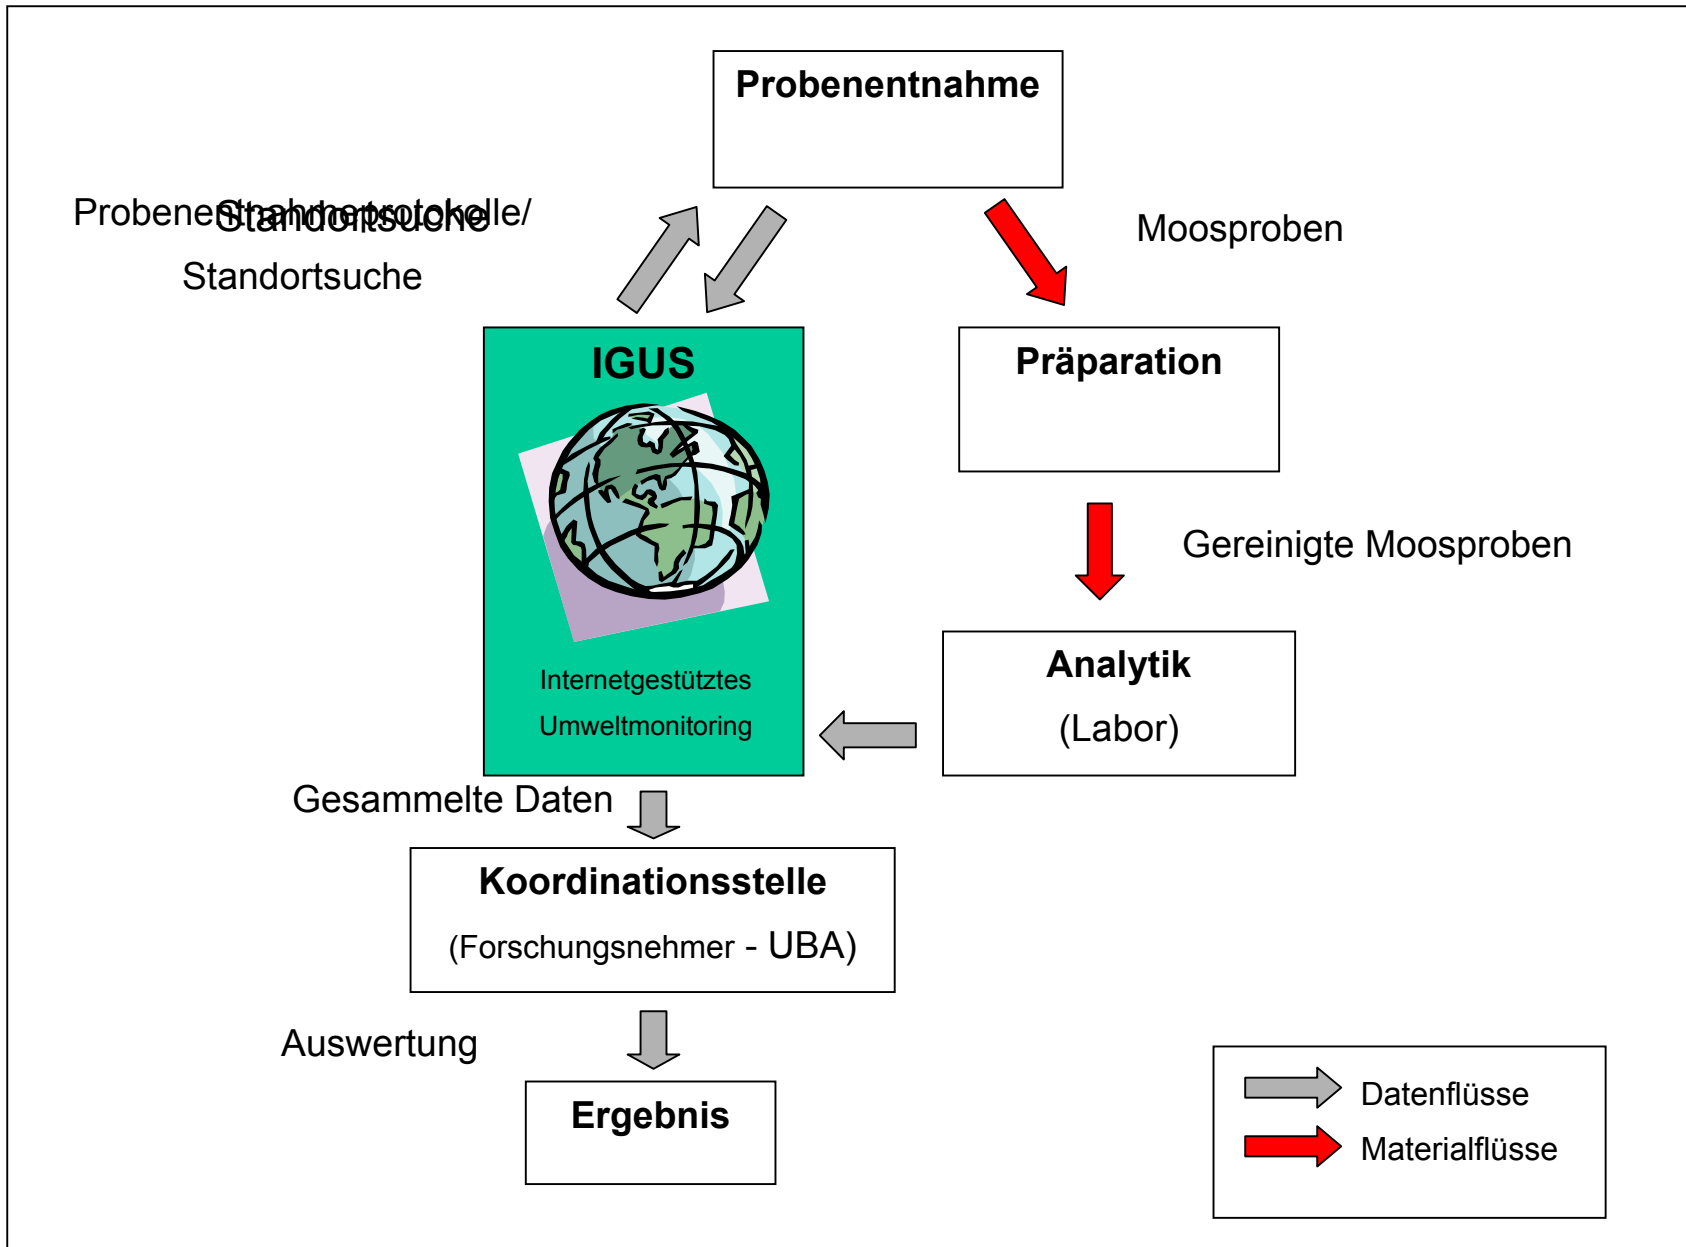 Probenentnahme
Probenentnahmeprotokolle/
Standortsuche
Standortsuche
Moosproben
IGUS
Präparation
Gereinigte Moosproben
Internetgestütztes
Umweltmonitoring
Analytik
(Labor)
Gesammelte Daten
Koordinationsstelle
(Forschungsnehmer - UBA)
Auswertung
Ergebnis
Datenflüsse
Materialflüsse